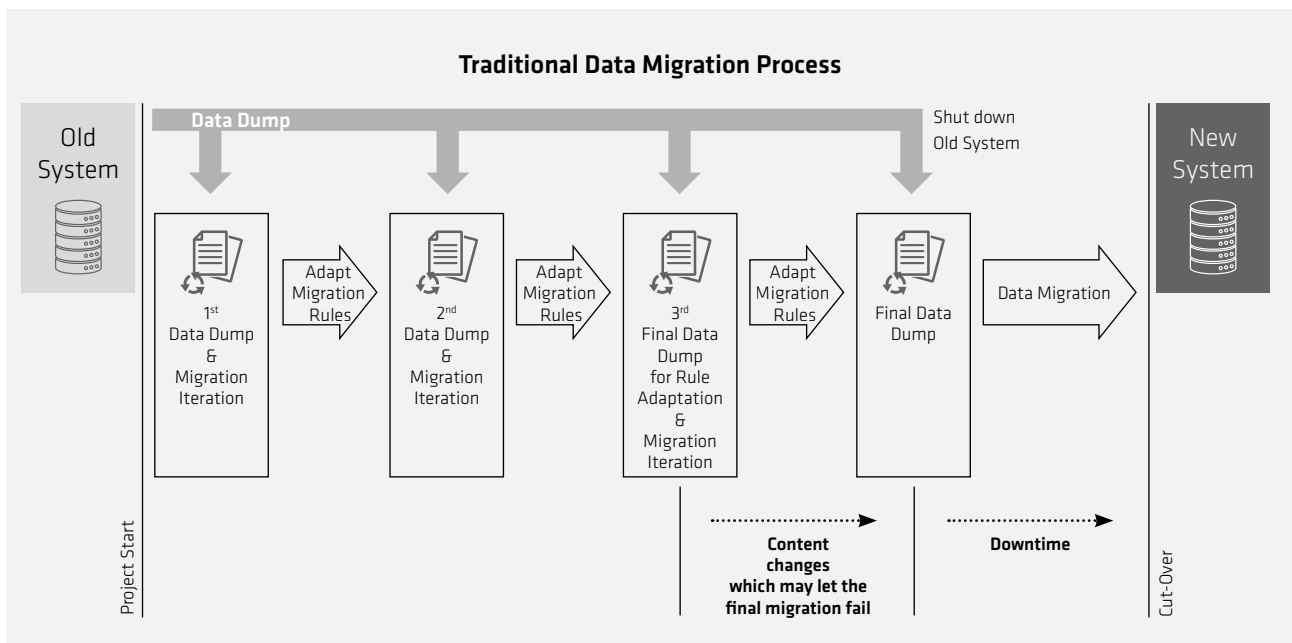 Traditional Data Migration Process
Old
System
Data Dump
Shut down
Old System
New
System
1st
Data Dump
&
Migration
Iteration
Adapt
Migration
Rules
2nd
Data Dump
&
Migration
Iteration
Adapt
Migration
Rules
3rd
Final Data
Dump
for Rule
Adaptation
&
Migration
Iteration
Adapt
Migration
Rules
Final Data
Dump
Data Migration
Project Start
Content
changes
which may let the
final migration fail
Downtime
Cut-Over